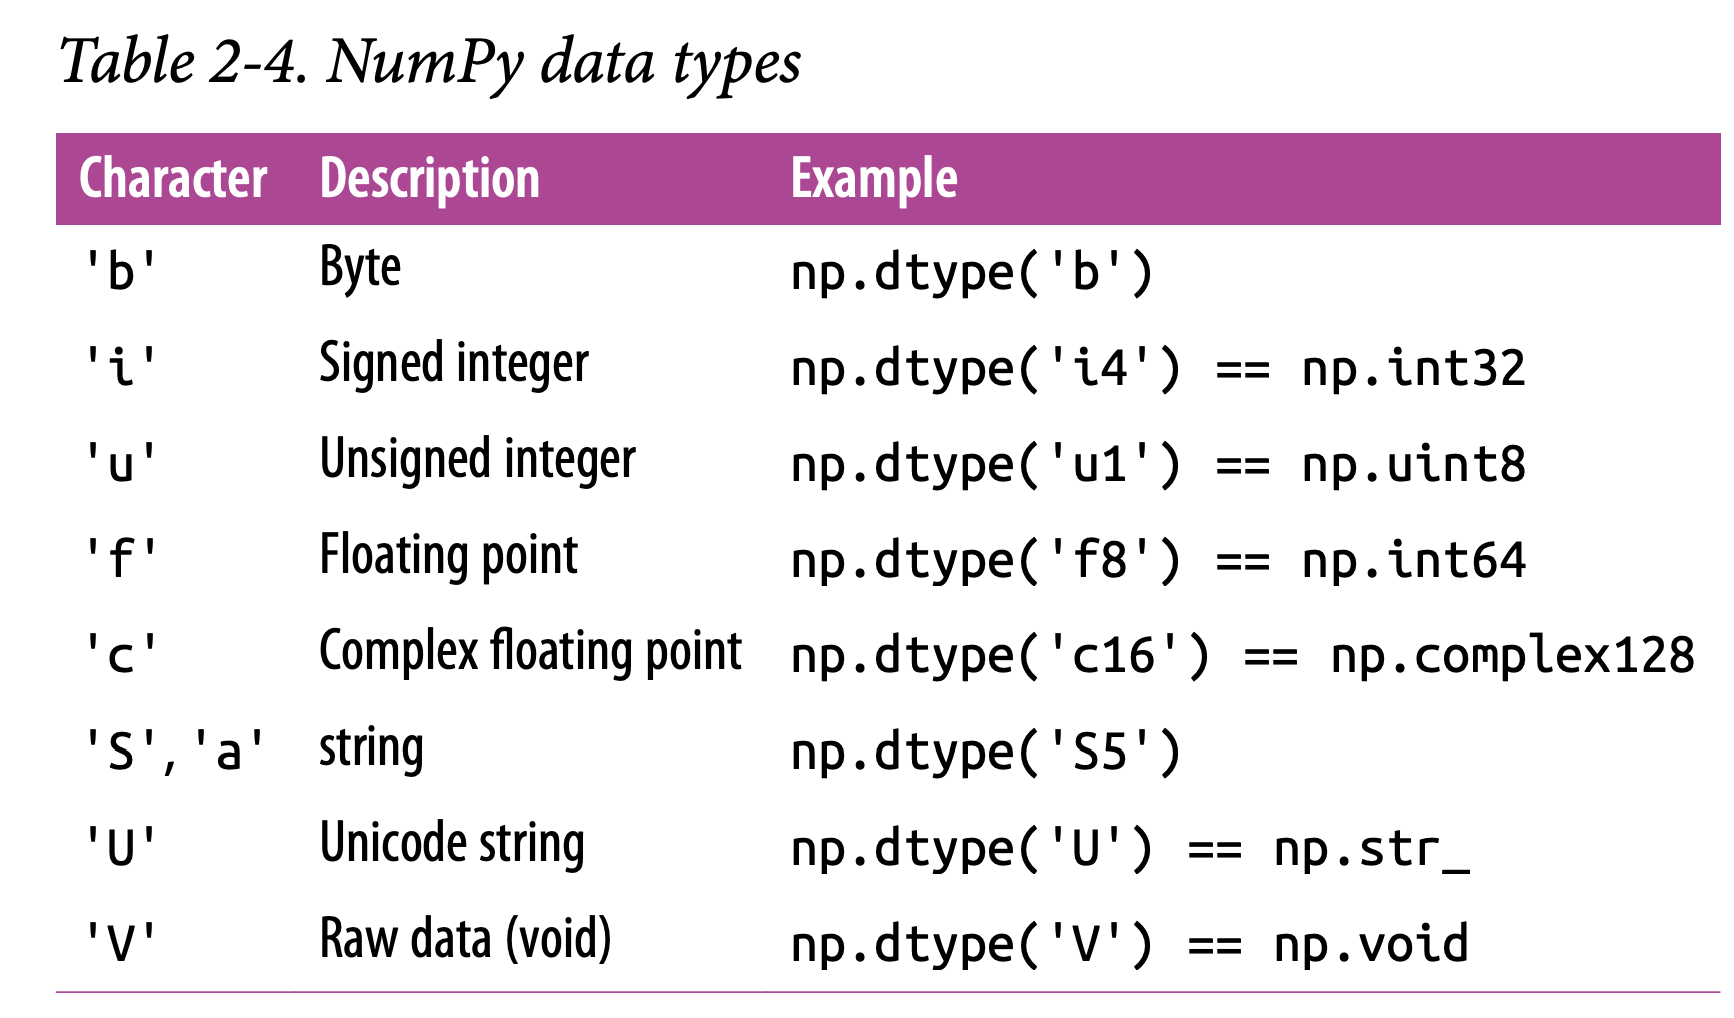 Table 2-4. NumPy data types
Character Description Example
'b' Byte np.dtype('b')
'i' Signed integer np.dtype('i4') == np.int32
'u' Unsigned integer np.dtype('u1') == np.uint8
'f' Floating point np.dtype('f8') == np.int64
'c' Complex floating point np.dtype('c16') == np.complex128
'S', 'a' string np.dtype('S5')
'U' Unicode string np.dtype('U') == np.str_
'V' Raw data (void) np.dtype('V') == np.void